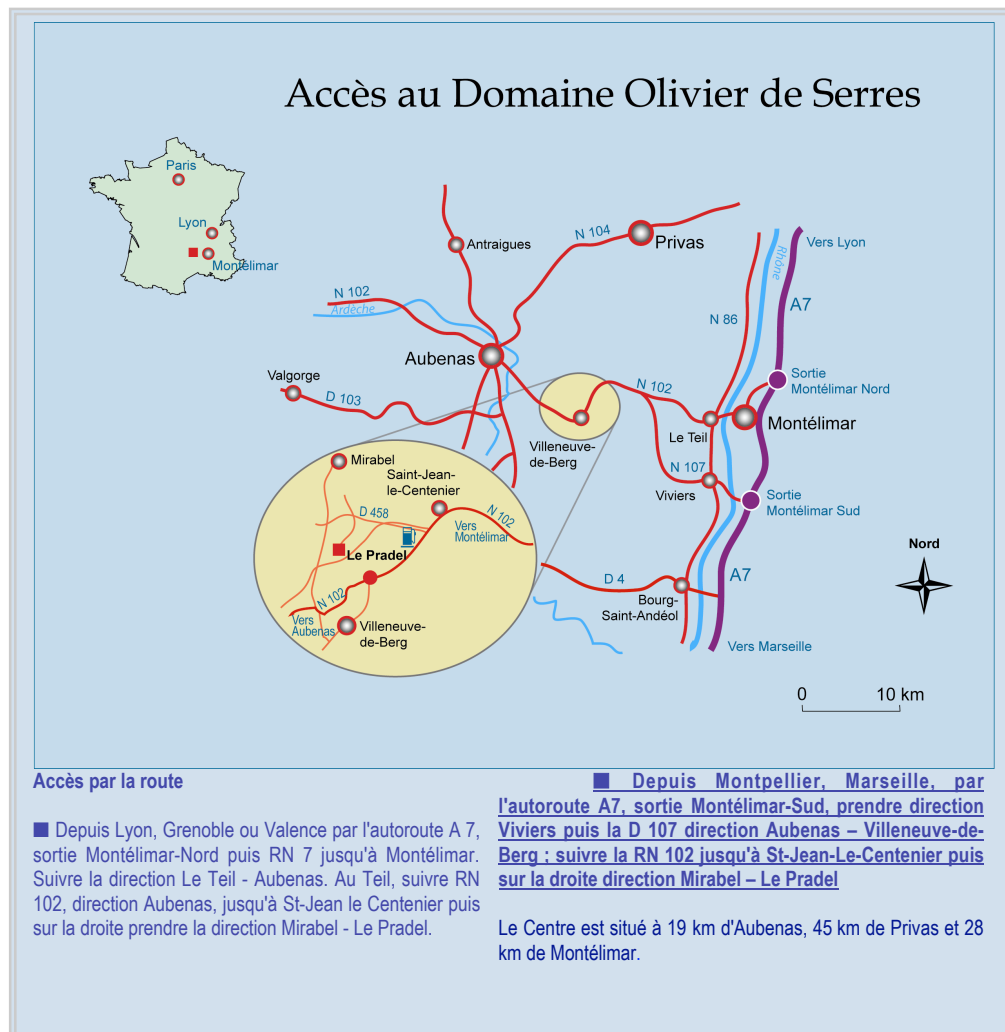 Accès au Domaine Olivier de Serres
Paris
Lyon
Montélimar
Antraigues
N 104
Privas
Vers Lyon
Rhône
N 102
Ardèche
A7
N 86
Aubenas
Valgorge
D 103
N 102
Sortie
Montélimar Nord
Montélimar
Le Teil
Villeneuve-
de-Berg
N 107
Viviers
Sortie
Montélimar Sud
Mirabel
Saint-Jean-
le-Centenier
D 458
N 102
Vers
Montélimar
Le Pradel
N 102
Vers
Aubenas
Villeneuve-
de-Berg
D 4
Bourg-
Saint-Andéol
A7
Vers Marseille
Nord
0 10 km
Accès par la route
■ Depuis Lyon, Grenoble ou Valence par l'autoroute A 7,
sortie Montélimar-Nord puis RN 7 jusqu'à Montélimar.
Suivre la direction Le Teil - Aubenas. Au Teil, suivre RN
102, direction Aubenas, jusqu'à St-Jean le Centenier puis
sur la droite prendre la direction Mirabel - Le Pradel.
■ Depuis Montpellier, Marseille, par
l'autoroute A7, sortie Montélimar-Sud, prendre direction
Viviers puis la D 107 direction Aubenas – Villeneuve-de-
Berg ; suivre la RN 102 jusqu'à St-Jean-Le-Centenier puis
sur la droite direction Mirabel – Le Pradel
Le Centre est situé à 19 km d'Aubenas, 45 km de Privas et 28
km de Montélimar.